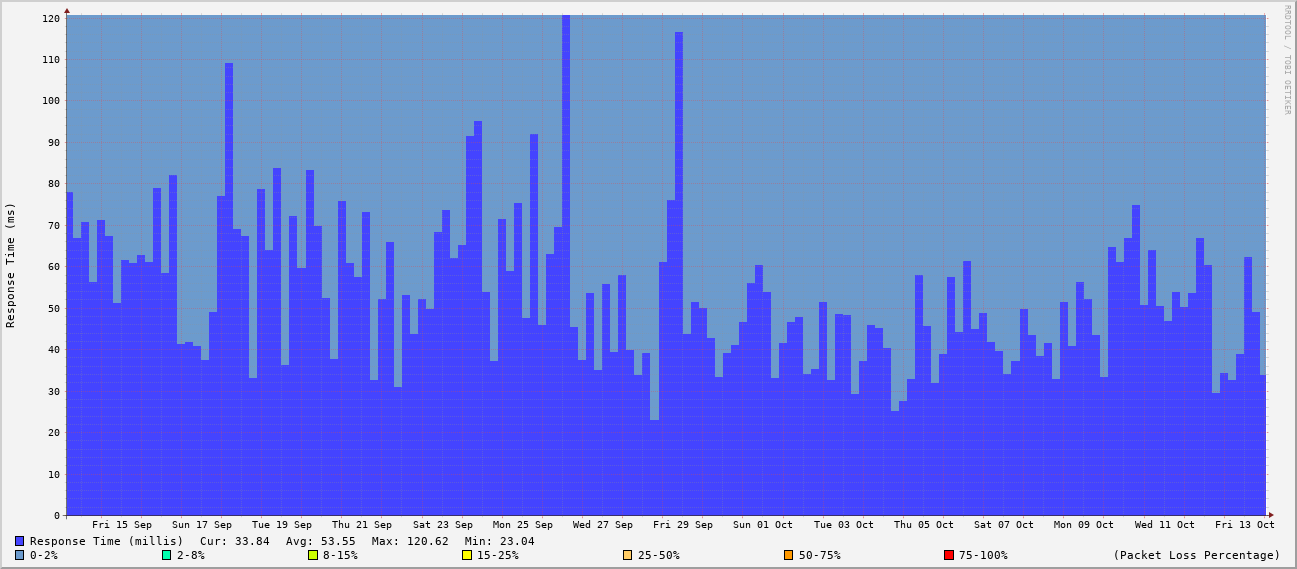 RRDTOOL / TOBI OETIKER
Response Time (ms)
120
110
100
90
80
70
60
50
40
30
20
10
0
Fri 15 Sep Sun 17 Sep Tue 19 Sep Thu 21 Sep Sat 23 Sep Mon 25 Sep Wed 27 Sep Fri 29 Sep Sun 01 Oct Tue 03 Oct Thu 05 Oct Sat 07 Oct Mon 09 Oct Wed 11 Oct Fri 13 Oct
Response Time (millis) Cur: 33.84 Avg: 53.55 Max: 120.62 Min: 23.04
0-2% 2-8% 8-15% 15-25% 25-50% 50-75% 75-100% (Packet Loss Percentage)